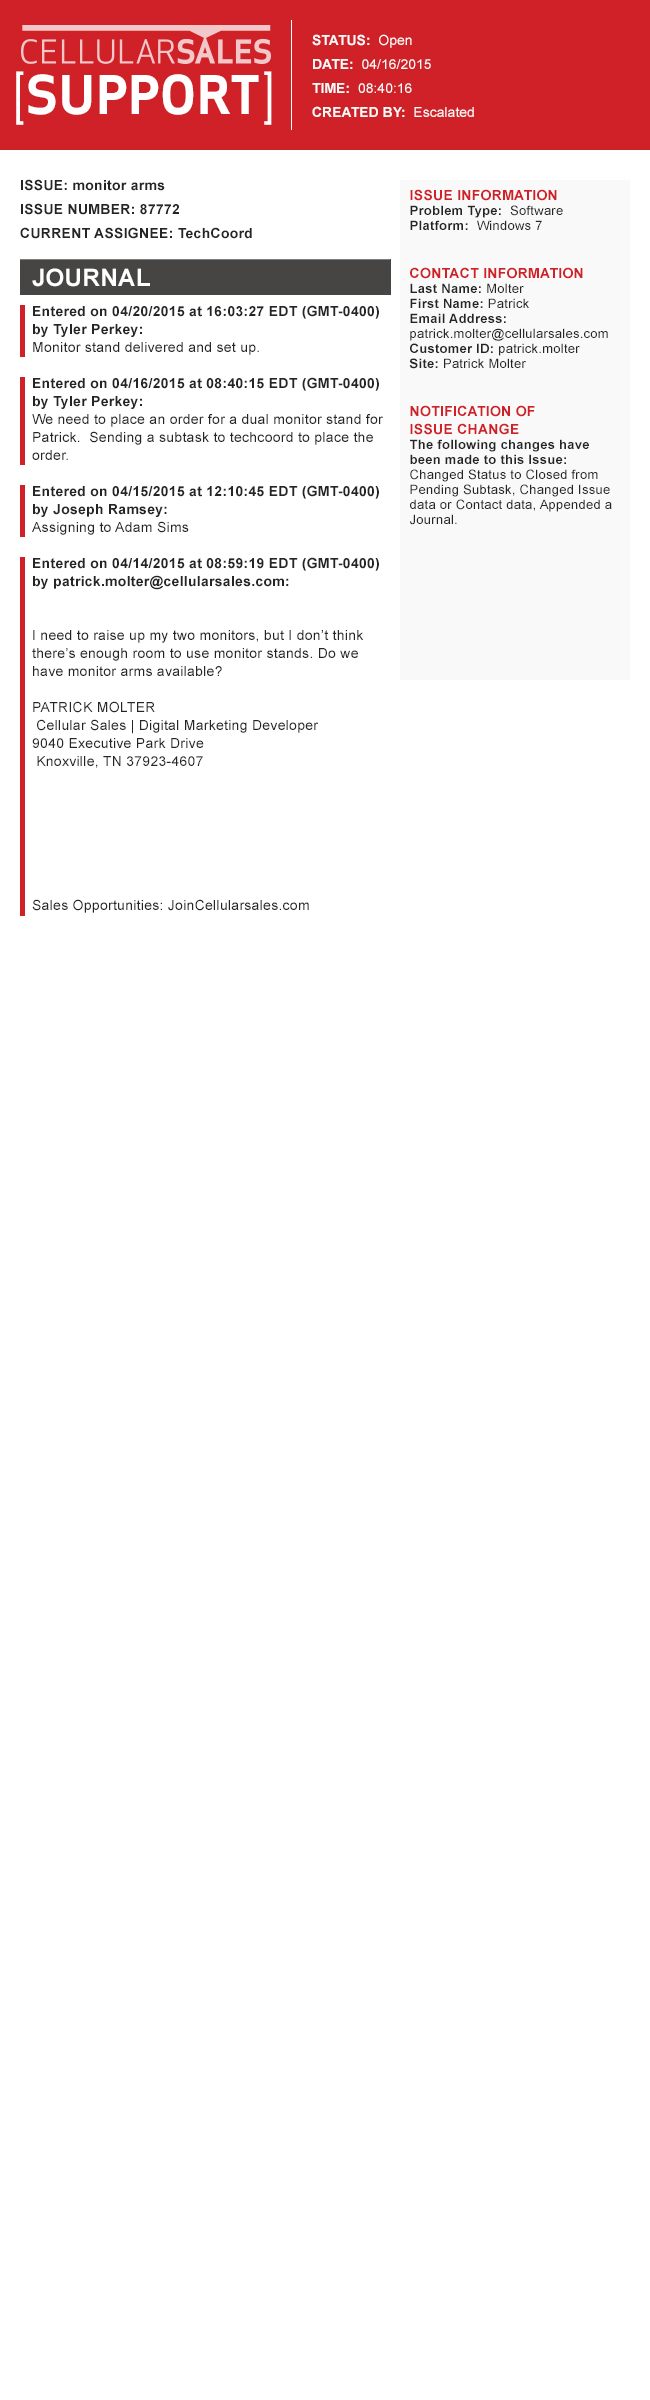 CELLULARSALES
[SUPPORT]
STATUS:  Open
DATE:  04/16/2015
TIME:  08:40:16
CREATED BY:  Escalated
ISSUE: monitor arms
ISSUE NUMBER: 87772
CURRENT ASSIGNEE: TechCoord
JOURNAL
Entered on 04/20/2015 at 16:03:27 EDT (GMT-0400)
by Tyler Perkey:
Monitor stand delivered and set up.
Entered on 04/16/2015 at 08:40:15 EDT (GMT-0400)
by Tyler Perkey:
We need to place an order for a dual monitor stand for
Patrick.  Sending a subtask to techcoord to place the
order.
Entered on 04/15/2015 at 12:10:45 EDT (GMT-0400)
by Joseph Ramsey:
Assigning to Adam Sims
Entered on 04/14/2015 at 08:59:19 EDT (GMT-0400)
by patrick.molter@cellularsales.com:
I need to raise up my two monitors, but I don’t think
there’s enough room to use monitor stands. Do we
have monitor arms available?
PATRICK MOLTER
Cellular Sales | Digital Marketing Developer
9040 Executive Park Drive
Knoxville, TN 37923-4607
Sales Opportunities: JoinCellularsales.com
ISSUE INFORMATION
Problem Type:  Software
Platform:  Windows 7
CONTACT INFORMATION
Last Name: Molter
First Name: Patrick
Email Address:
patrick.molter@cellularsales.com
Customer ID: patrick.molter
Site: Patrick Molter
NOTIFICATION OF
ISSUE CHANGE
The following changes have
been made to this Issue:
Changed Status to Closed from
Pending Subtask, Changed Issue
data or Contact data, Appended a
Journal.